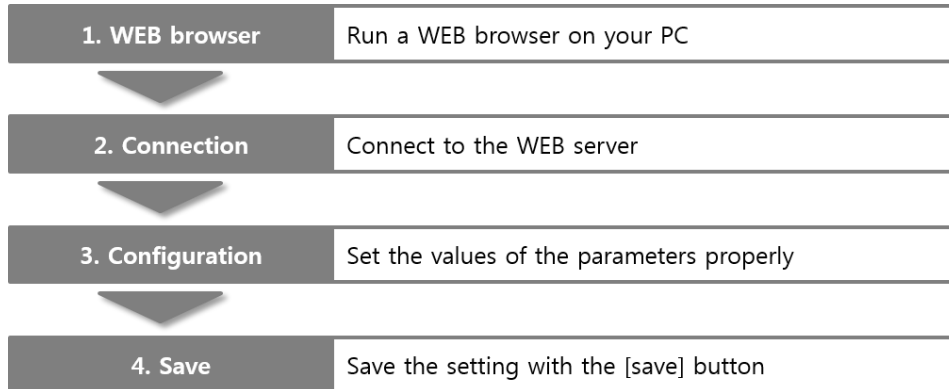 1. WEB browser
Run a WEB browser on your PC
2. Connection
Connect to the WEB server
3. Configuration
Set the values of the parameters properly
4. Save
Save the setting with the [save] button